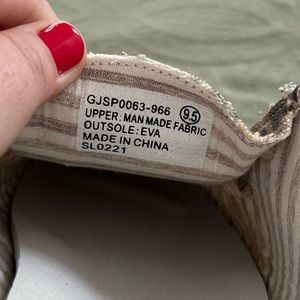 GJSP0063-966 9.5
UPPER: MAN MADE FABRIC
OUTSOLE: EVA
MADE IN CHINA
SL0221